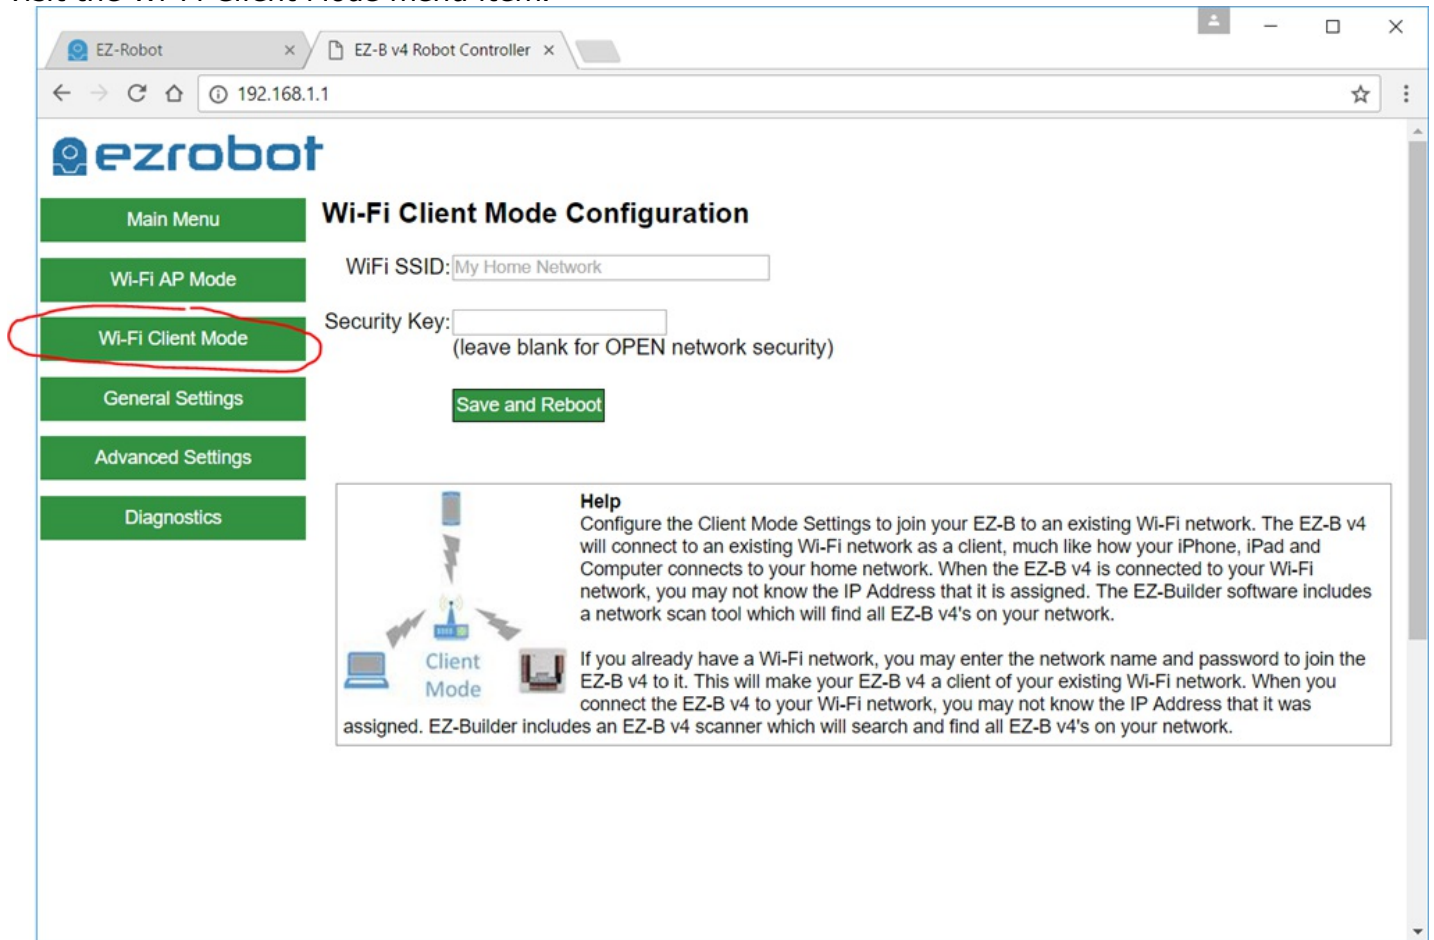 visit the Wi-Fi Client Mode menu item.
EZ-Robot
EZ-B v4 Robot Controller
192.168.1.1
ezrobot
Main Menu
Wi-Fi AP Mode
Wi-Fi Client Mode
General Settings
Advanced Settings
Diagnostics
Wi-Fi Client Mode Configuration
WiFi SSID: My Home Network
Security Key:
(leave blank for OPEN network security)
Save and Reboot
Client
Mode
Help
Configure the Client Mode Settings to join your EZ-B to an existing Wi-Fi network. The EZ-B v4
will connect to an existing Wi-Fi network as a client, much like how your iPhone, iPad and
Computer connects to your home network. When the EZ-B v4 is connected to your Wi-Fi
network, you may not know the IP Address that it is assigned. The EZ-Builder software includes
a network scan tool which will find all EZ-B v4's on your network.
If you already have a Wi-Fi network, you may enter the network name and password to join the
EZ-B v4 to it. This will make your EZ-B v4 a client of your existing Wi-Fi network. When you
connect the EZ-B v4 to your Wi-Fi network, you may not know the IP Address that it was
assigned. EZ-Builder includes an EZ-B v4 scanner which will search and find all EZ-B v4's on your network.